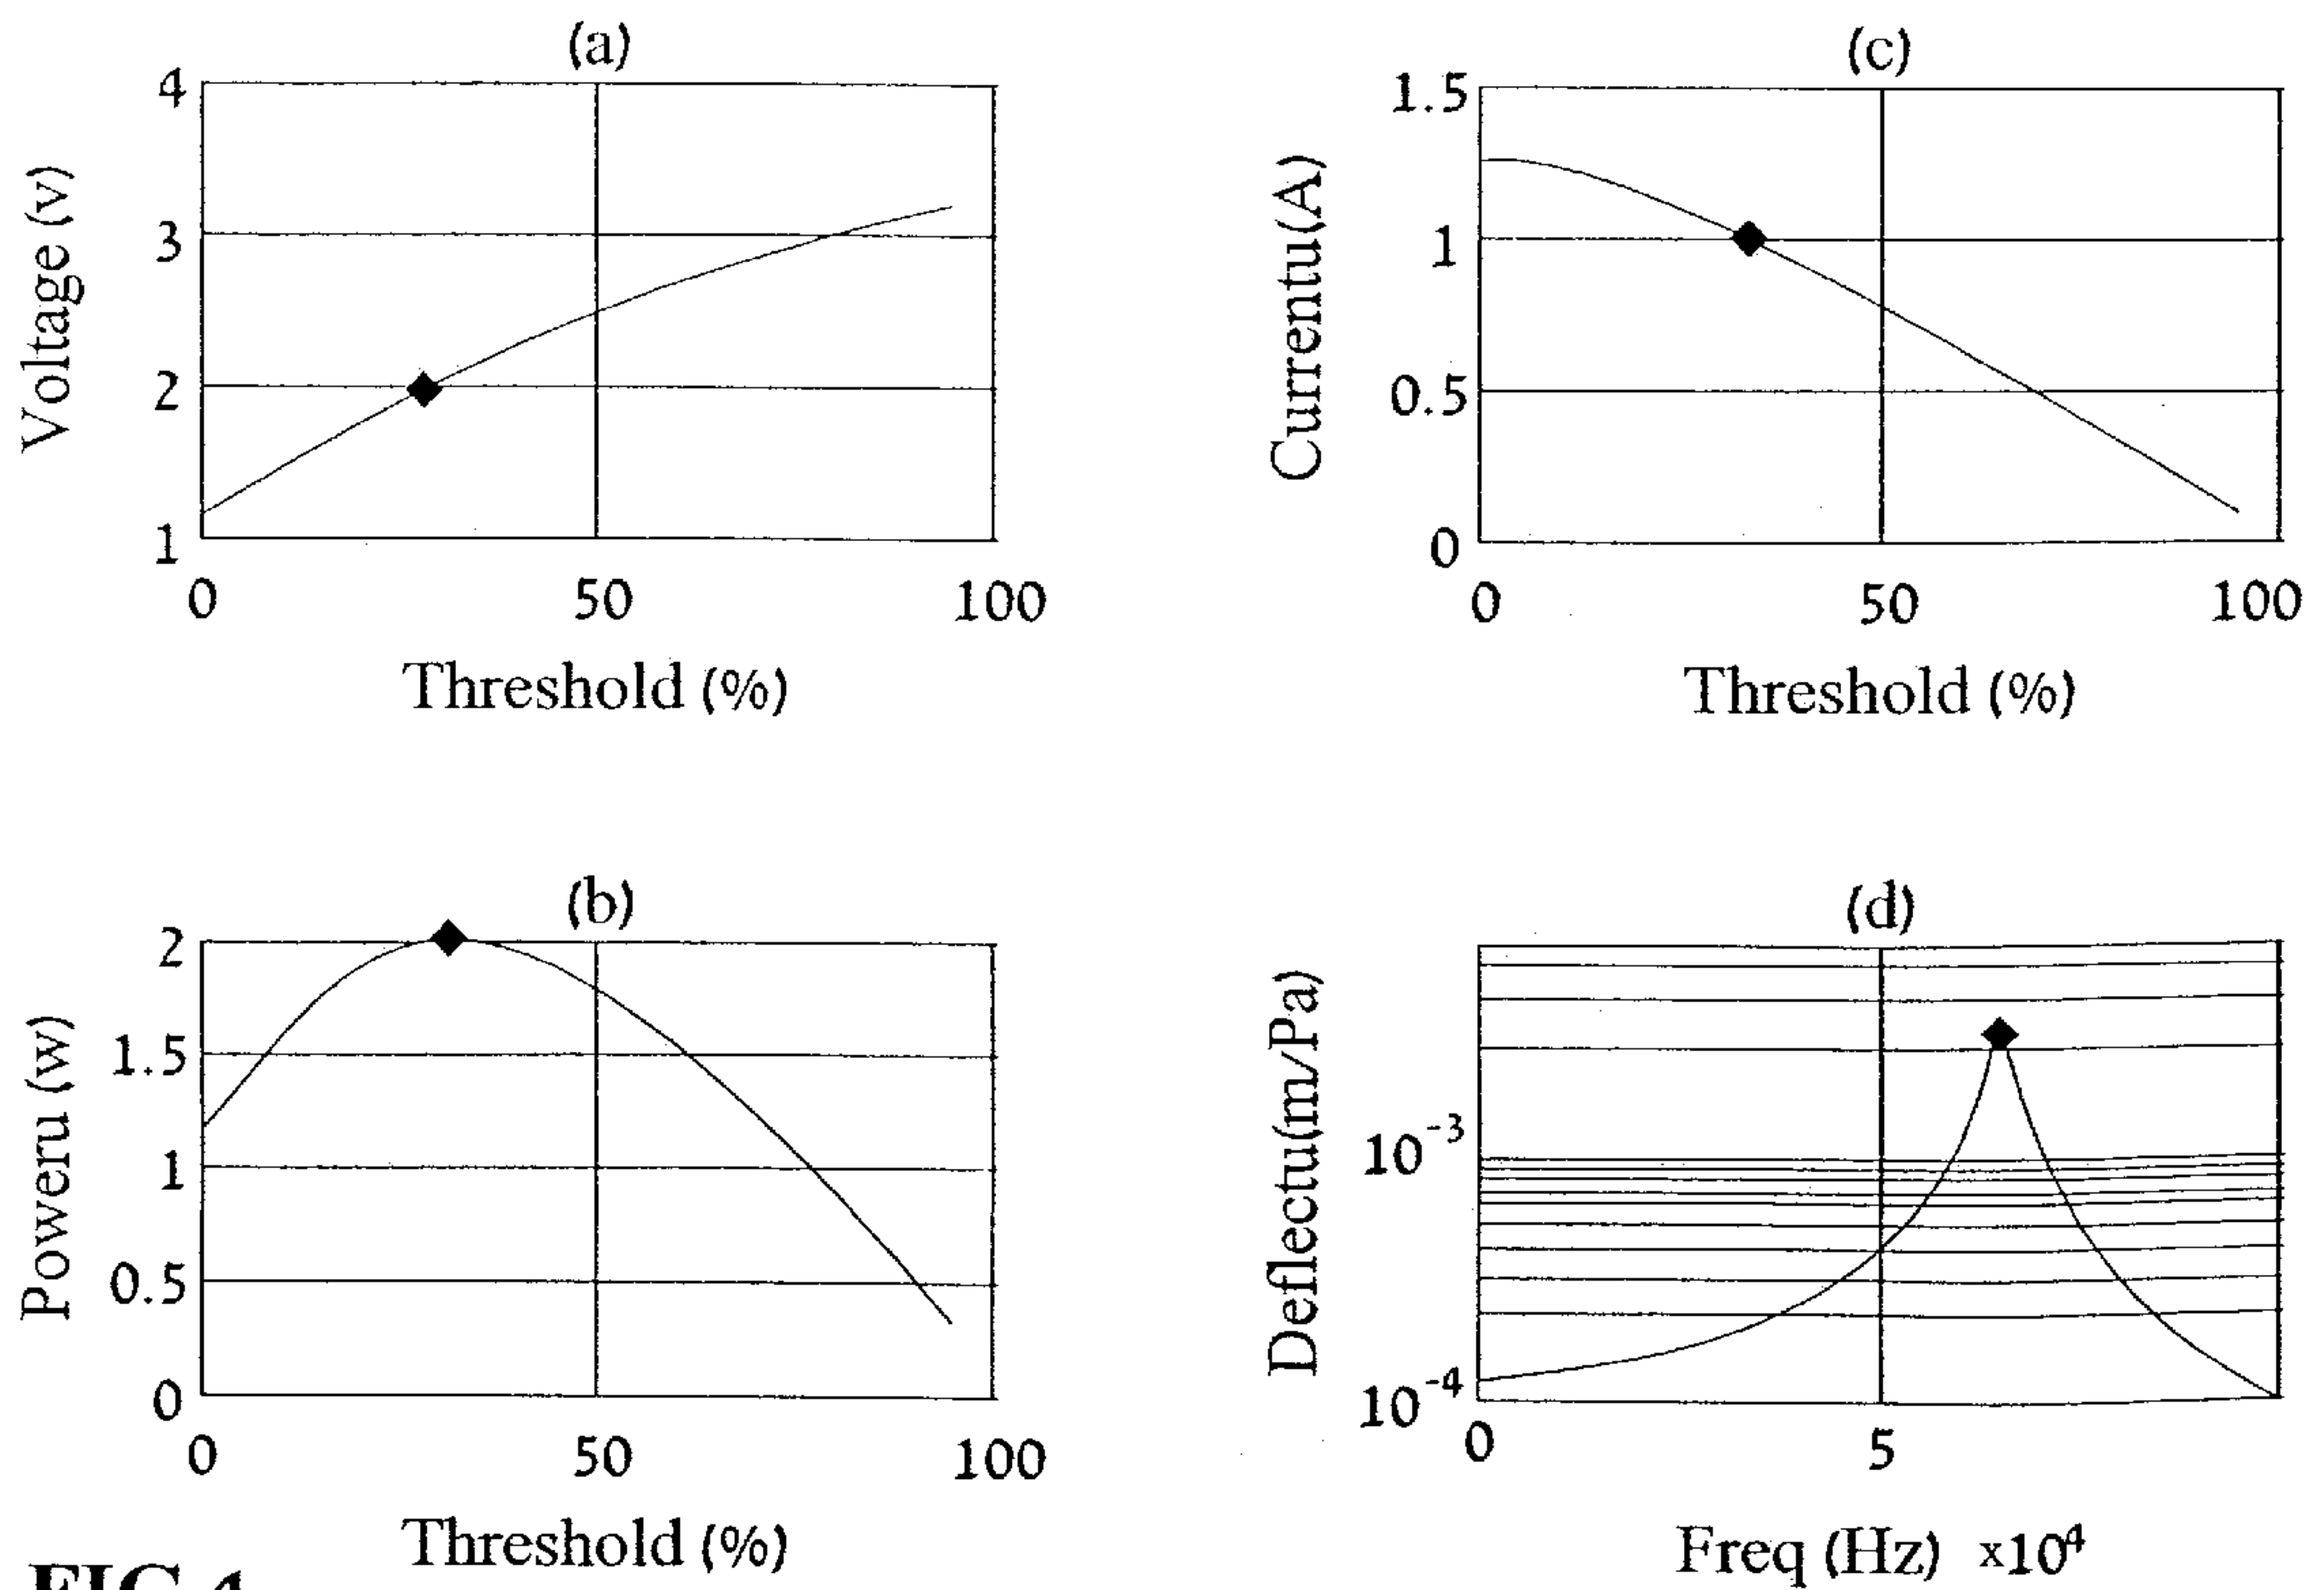 (a)
4
3
2
1
Voltage (v)
0 50 100
Threshold (%)
(c)
1.5
1
0.5
0
Currentu(A)
0 50 100
Threshold (%)
(b)
2
1.5
1
0.5
0
Poweru (w)
0 50 100
Threshold (%)
(d)
10⁻³
10⁻⁴
Deflectu(m/Pa)
0 5
Freq (Hz) x10⁴
FIG 4